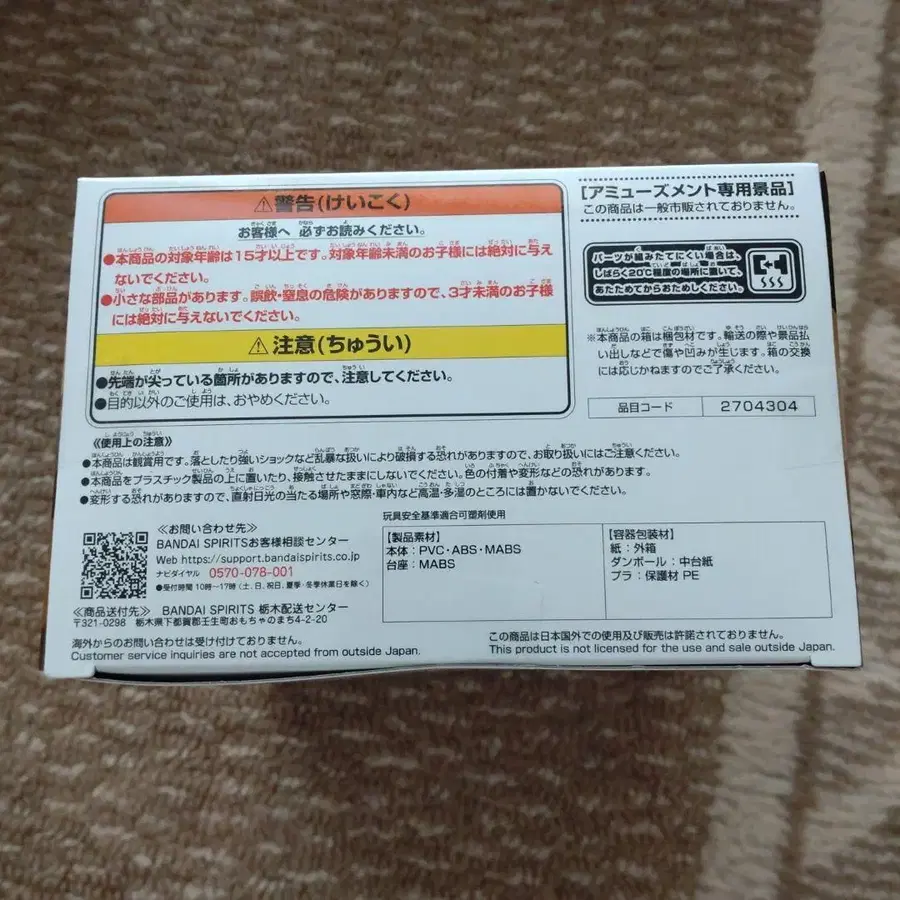 ⚠警告(けいこく)
お客様へ 必ずお読みください。
●本商品の対象年齢は15才以上です。対象年齢未満のお子様には絶対に与え
ないでください。
●小さな部品があります。誤飲・窒息の危険がありますので、3才未満のお子様
には絶対に与えないでください。
⚠注意(ちゅうい)
●先端が尖っている箇所がありますので、注意してください。
●目的以外のご使用は、おやめください。
[アミューズメント専用景品]
この商品は一般市販されておりません。
パーツが組みたてにくい場合は、
しばらく20℃程度の場所に置いて、
あたためてからおためしください。
※本商品の箱は梱包材です。輸送の際や景品払
い出しなどで傷や凹みが生じます。箱の交換
には応じかねますのでご了承ください。
品目コード 2704304
《使用上の注意》
●本商品は観賞用です。落としたり強いショックなど乱暴な扱いにより破損する恐れがありますので、お取り扱いにはご注意ください。
●本商品をプラスチック製品の上に置いたり、接触させたままにしないでください。色の付着や変形などの恐れがあります。
●変形する恐れがありますので、直射日光の当たる場所や窓際・車内など高温・多湿のところには置かないでください。
《お問い合わせ先》
BANDAI SPIRITSお客様相談センター
Web https://support.bandaispirits.co.jp
ナビダイヤル 0570-078-001
●受付時間 10時〜17時(土、日、祝日、夏季・冬季休業日を除く)
《商品送付先》 BANDAI SPIRITS 栃木配送センター
〒321-0298 栃木県下都賀郡壬生町おもちゃのまち4-2-20
玩具安全基準適合可塑剤使用
【製品素材】
本体：PVC・ABS・MABS
台座：MABS
【容器包装材】
紙：外箱
ダンボール：中台紙
プラ：保護材 PE
海外からのお問い合わせは受け付けておりません。
Customer service inquiries are not accepted from outside Japan.
この商品は日本国外での使用及び販売は許諾されておりません。
This product is not licensed for the use and sale outside Japan.